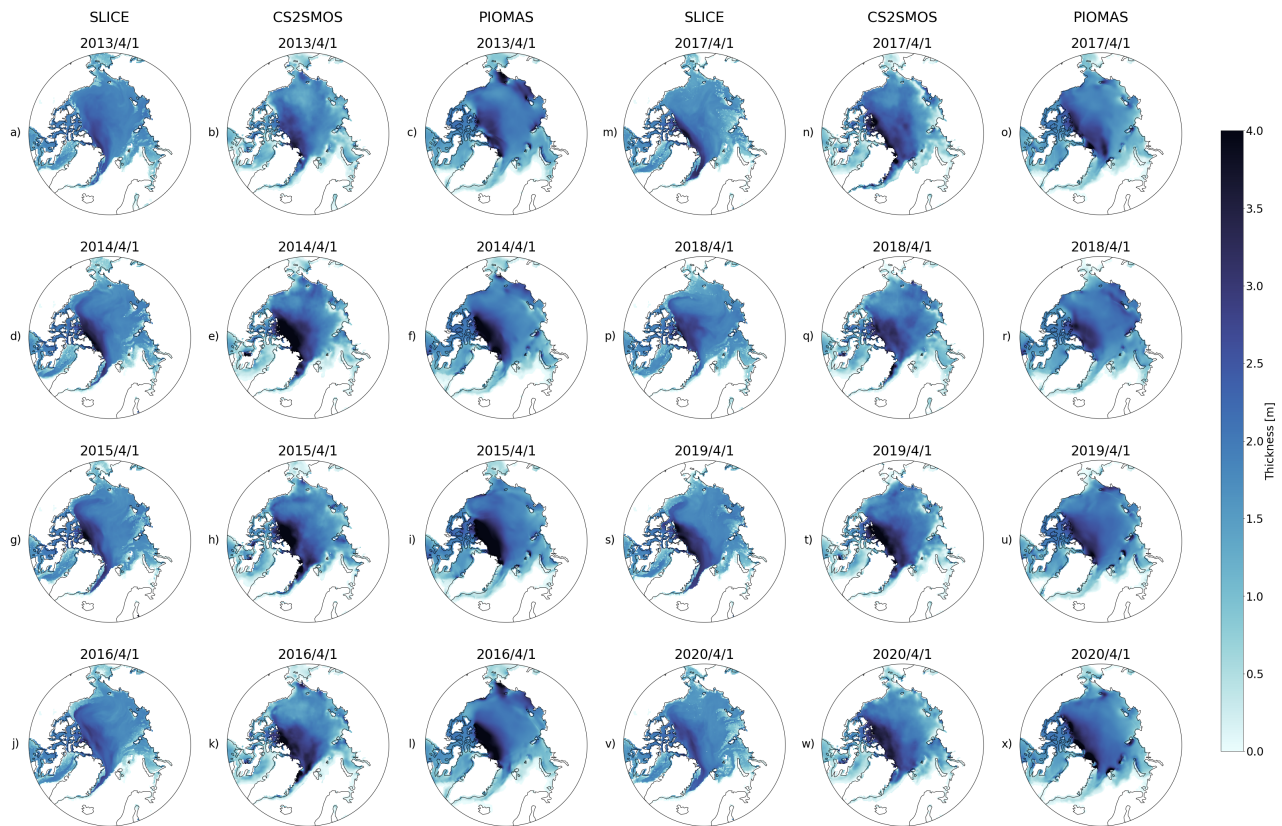 SLICE CS2SMOS PIOMAS SLICE CS2SMOS PIOMAS
2013/4/1 2013/4/1 2013/4/1 2017/4/1 2017/4/1 2017/4/1
a) b) c) m) n) o)
2014/4/1 2014/4/1 2014/4/1 2018/4/1 2018/4/1 2018/4/1
d) e) f) p) q) r)
2015/4/1 2015/4/1 2015/4/1 2019/4/1 2019/4/1 2019/4/1
g) h) i) s) t) u)
2016/4/1 2016/4/1 2016/4/1 2020/4/1 2020/4/1 2020/4/1
j) k) l) v) w) x)
4.0
3.5
3.0
2.5
2.0
1.5
1.0
0.5
0.0
Thickness [m]